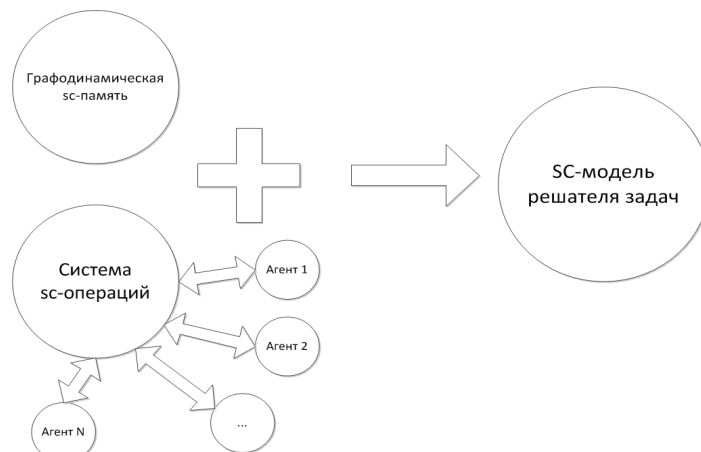 Графодинамическая
sc-память
SC-модель
решателя задач
Система
sc-операций
Агент 1
Агент 2
...
Агент N